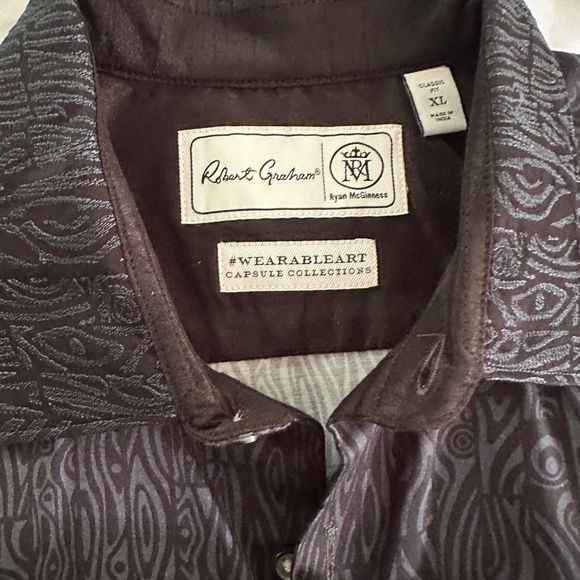 CLASSIC
FIT
XL
MADE IN
INDIA
Robert Graham®
RM
Ryan McGinness
#WEARABLEART
CAPSULE COLLECTIONS